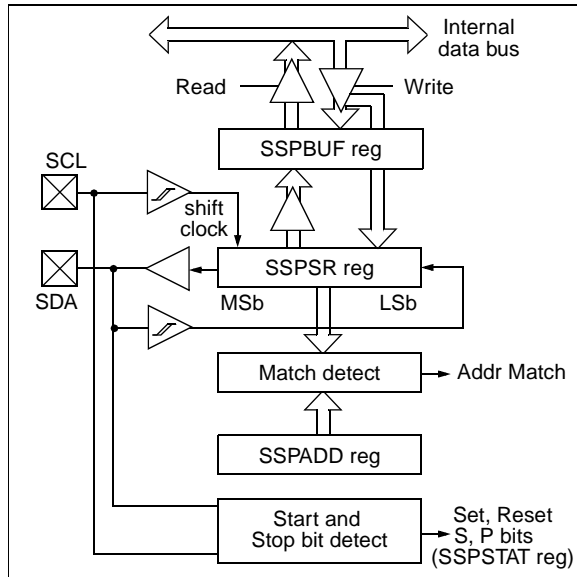 Internal
data bus
Read
Write
SSPBUF reg
SCL
shift
clock
SSPSR reg
SDA
MSb
LSb
Match detect
Addr Match
SSPADD reg
Start and
Stop bit detect
Set, Reset
S, P bits
(SSPSTAT reg)